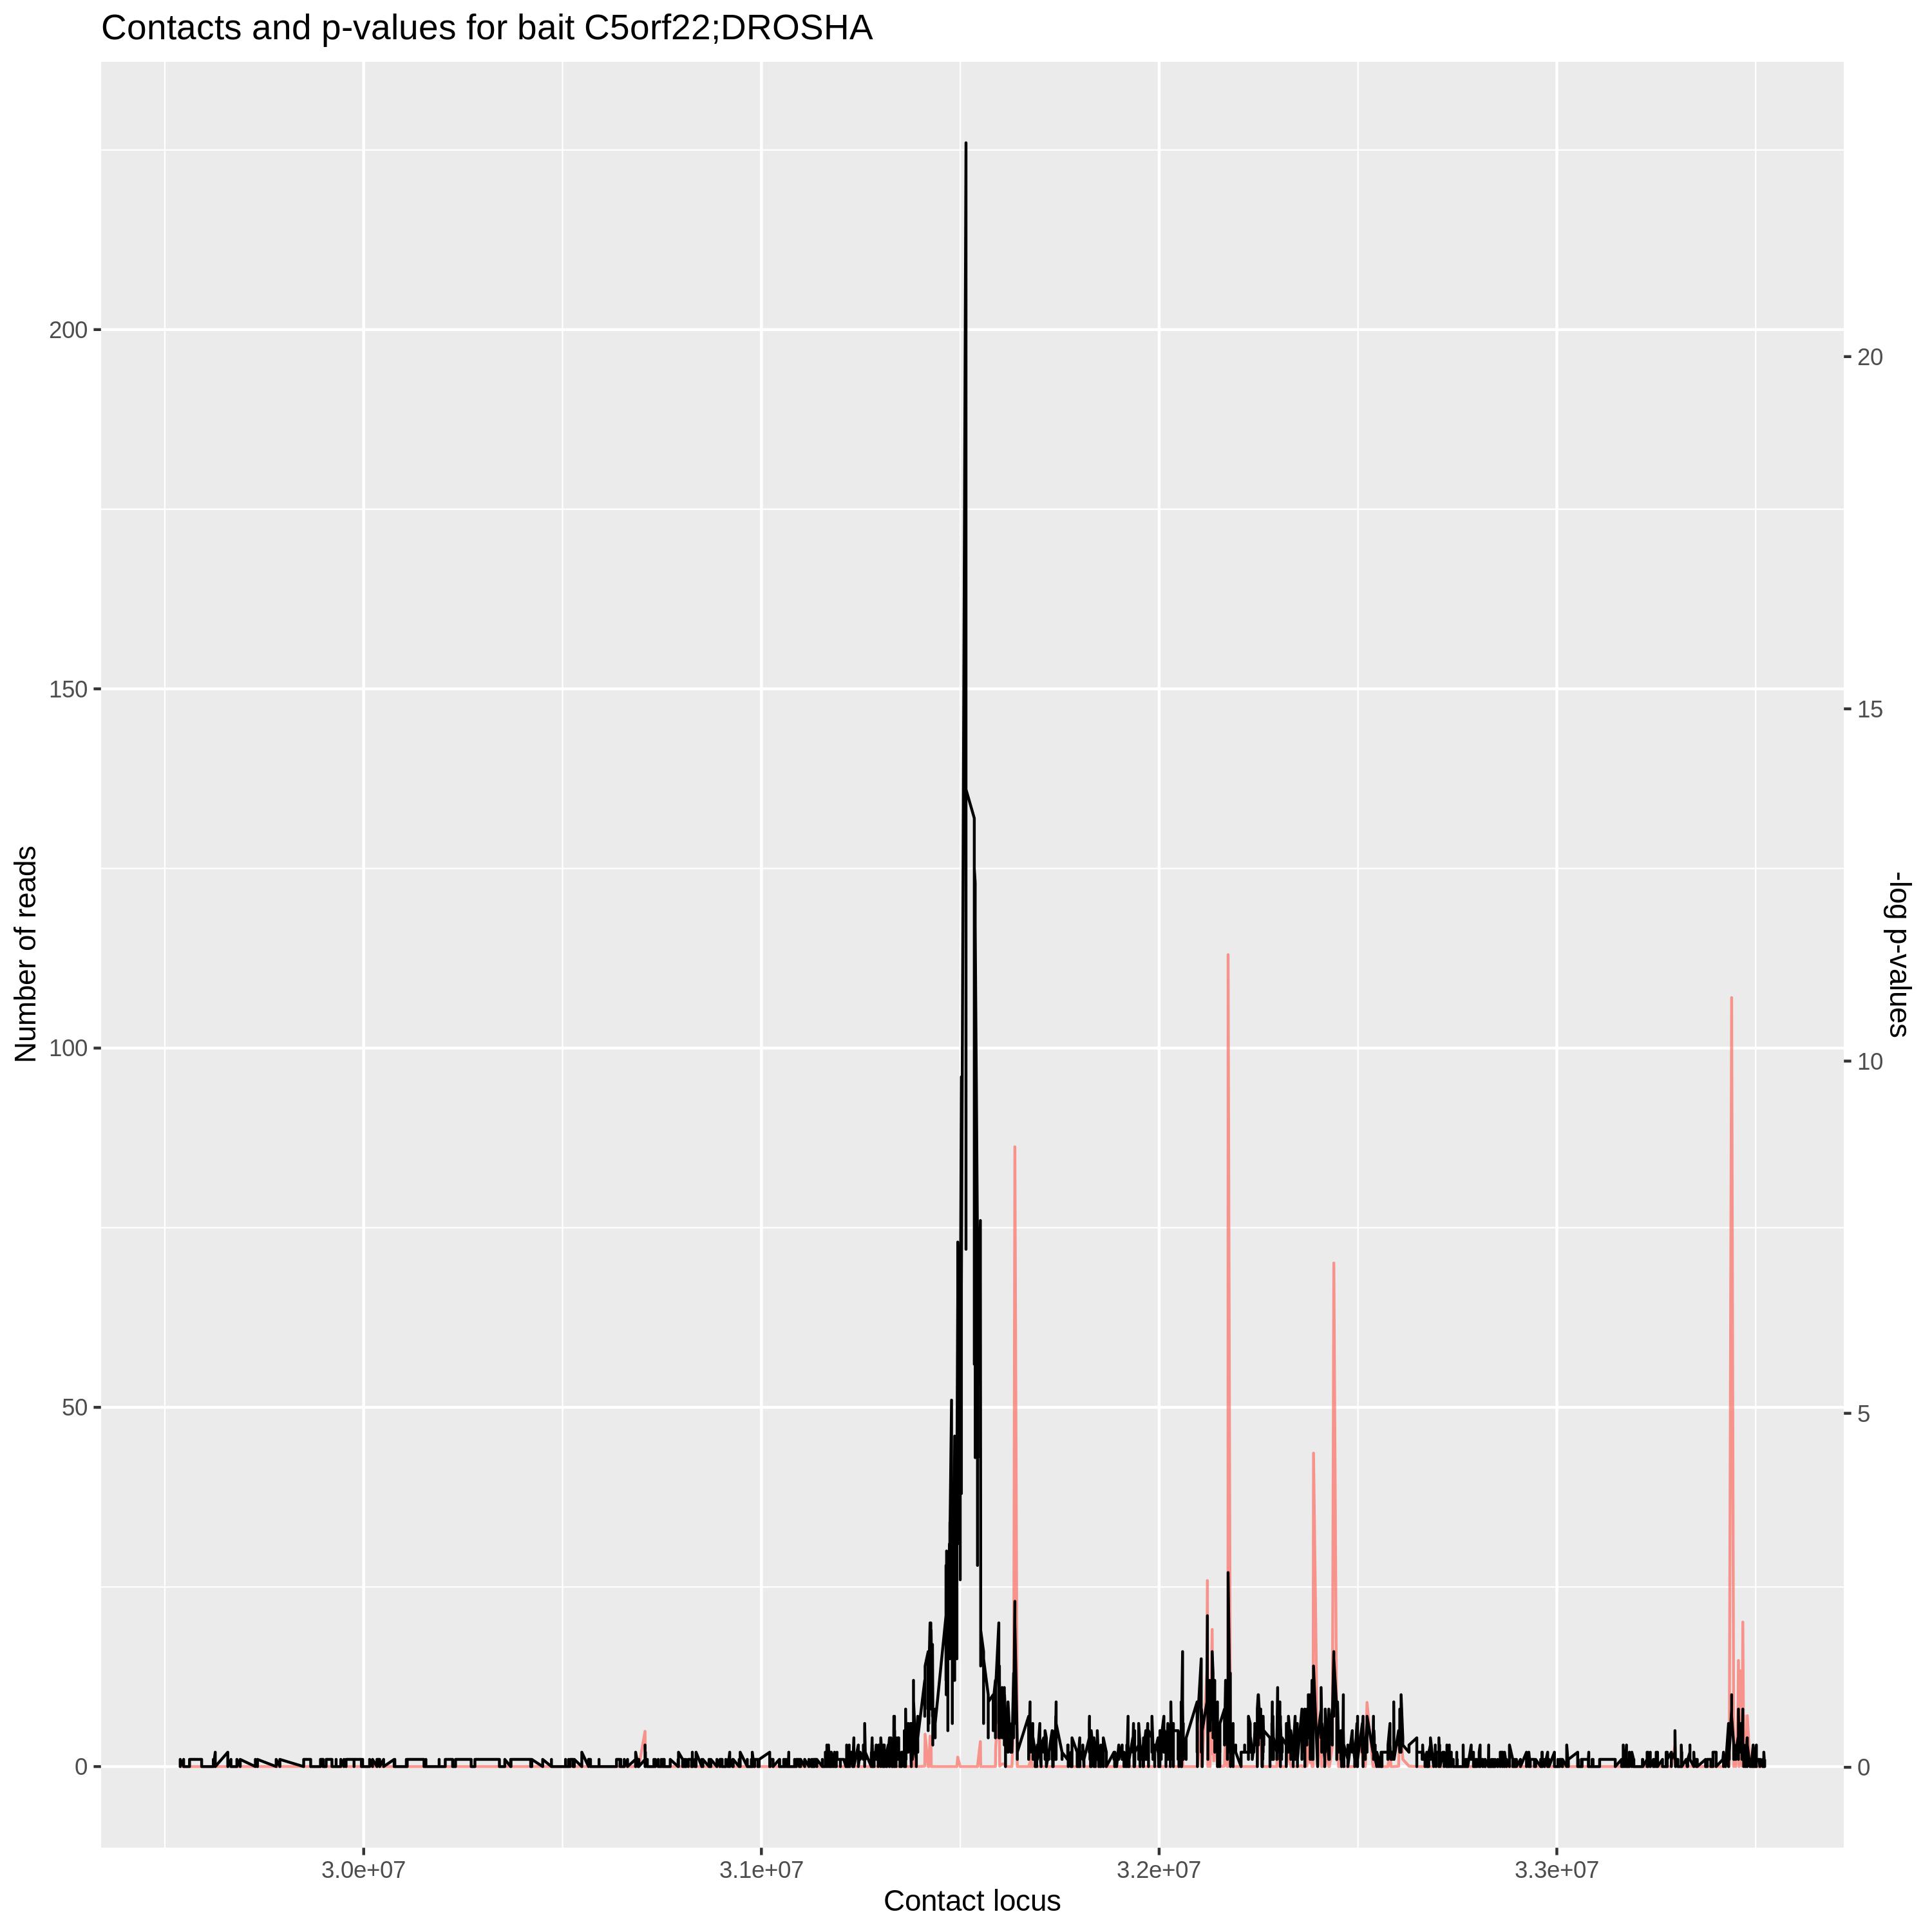 Contacts and p-values for bait C5orf22;DROSHA
Number of reads
200
150
100
50
0
20
15
10
5
0
-log p-values
3.0e+07
3.1e+07
3.2e+07
3.3e+07
Contact locus